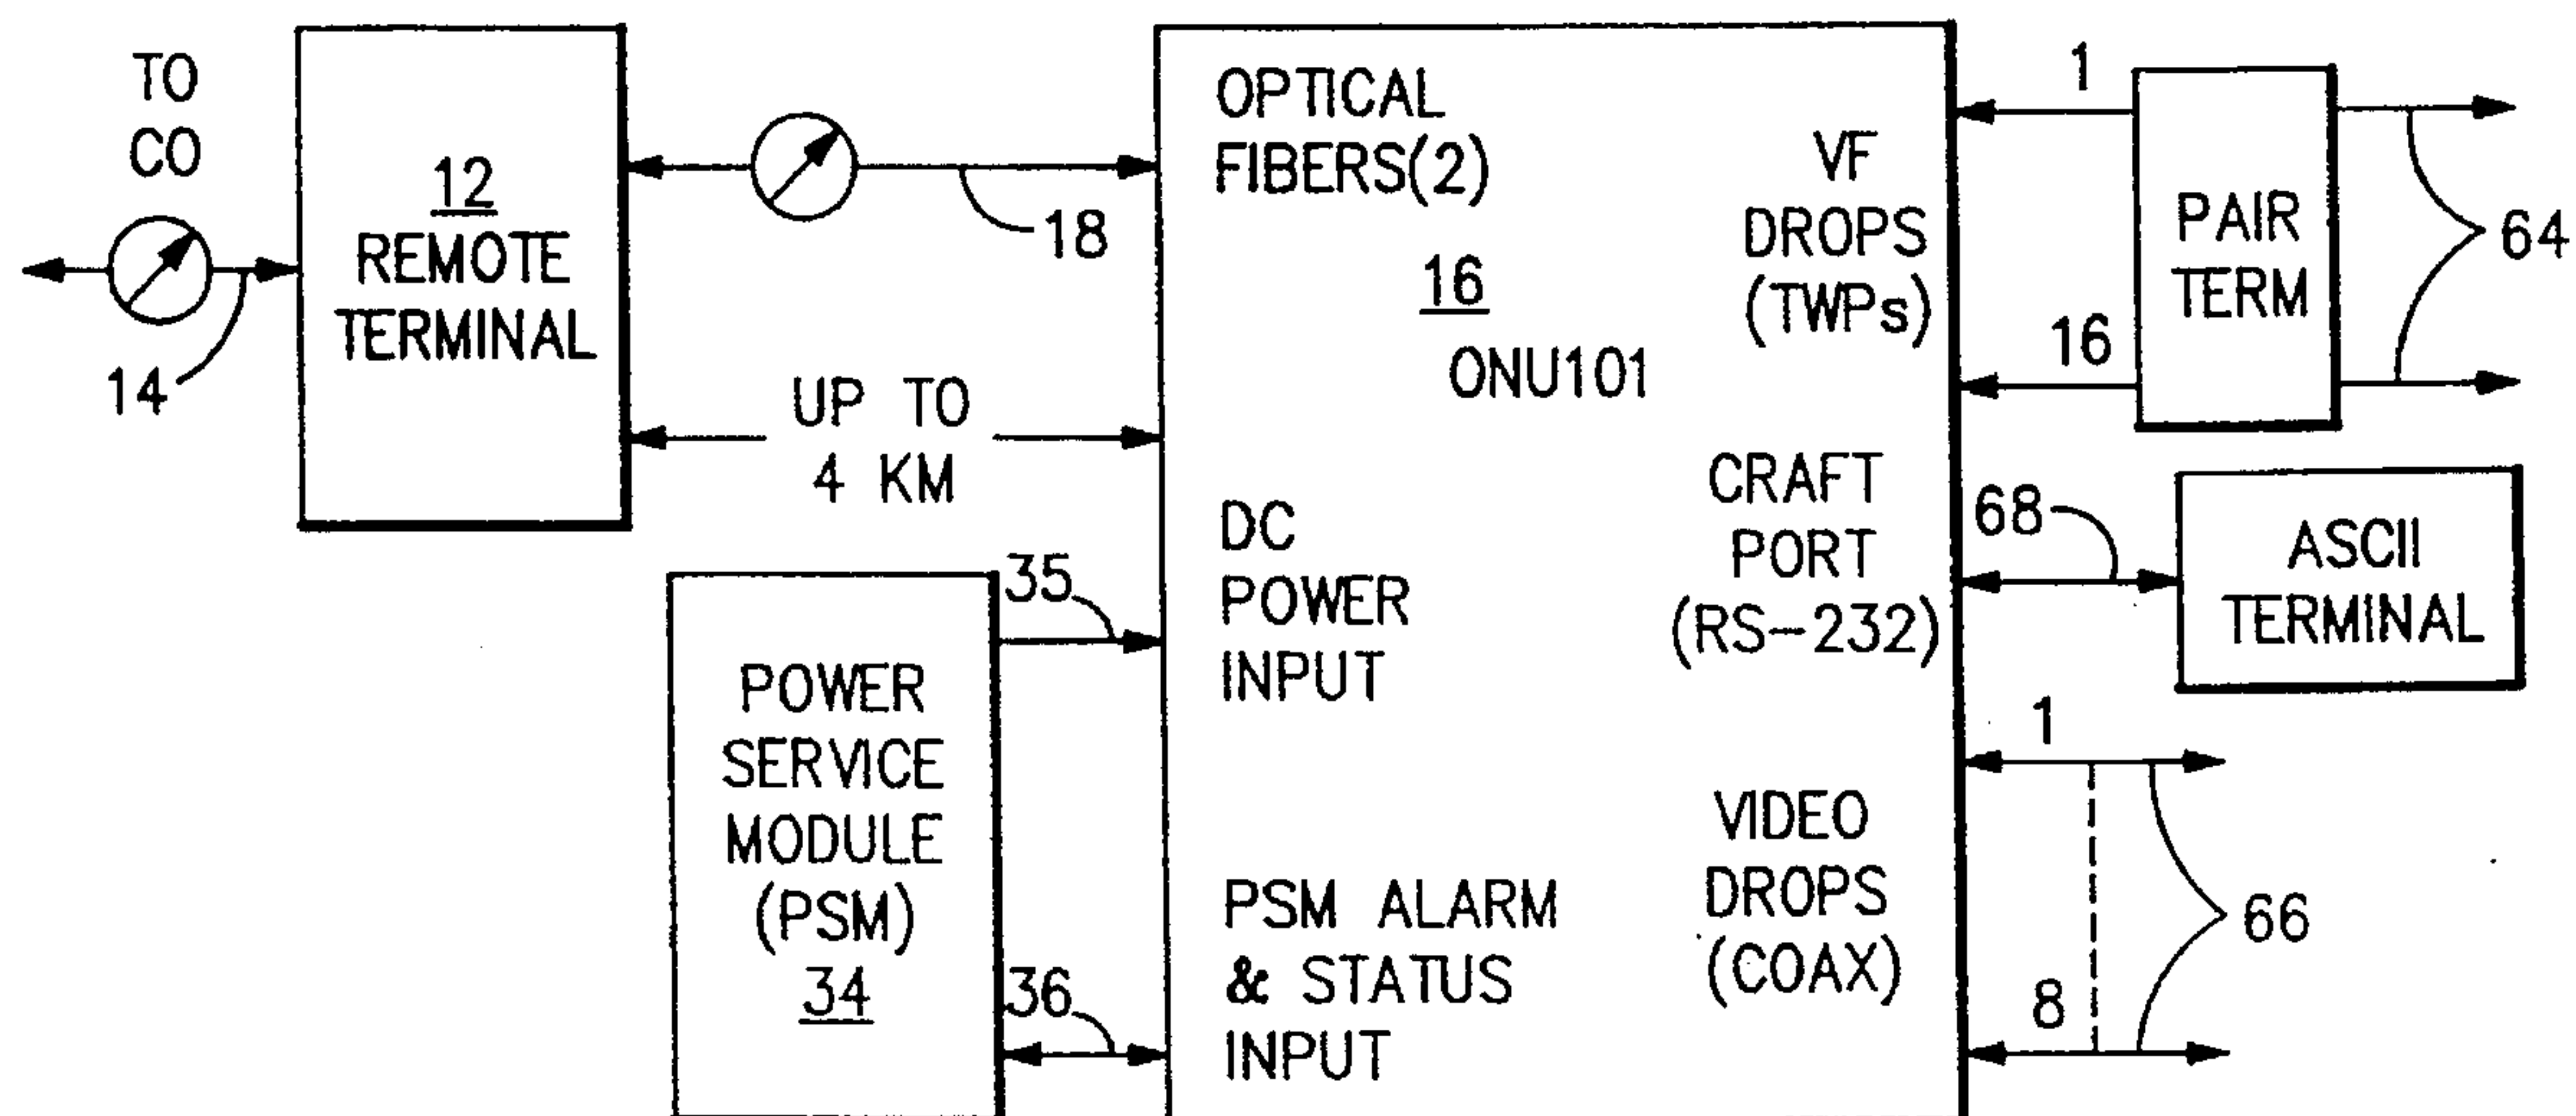 TO
CO
14
12
REMOTE
TERMINAL
18
UP TO
4 KM
POWER
SERVICE
MODULE
(PSM)
34
35
36
OPTICAL
FIBERS(2)
16
ONU101
DC
POWER
INPUT
PSM ALARM
& STATUS
INPUT
VF
DROPS
(TWPs)
CRAFT
PORT
(RS-232)
VIDEO
DROPS
(COAX)
1
16
PAIR
TERM
64
68
ASCII
TERMINAL
1
8
66